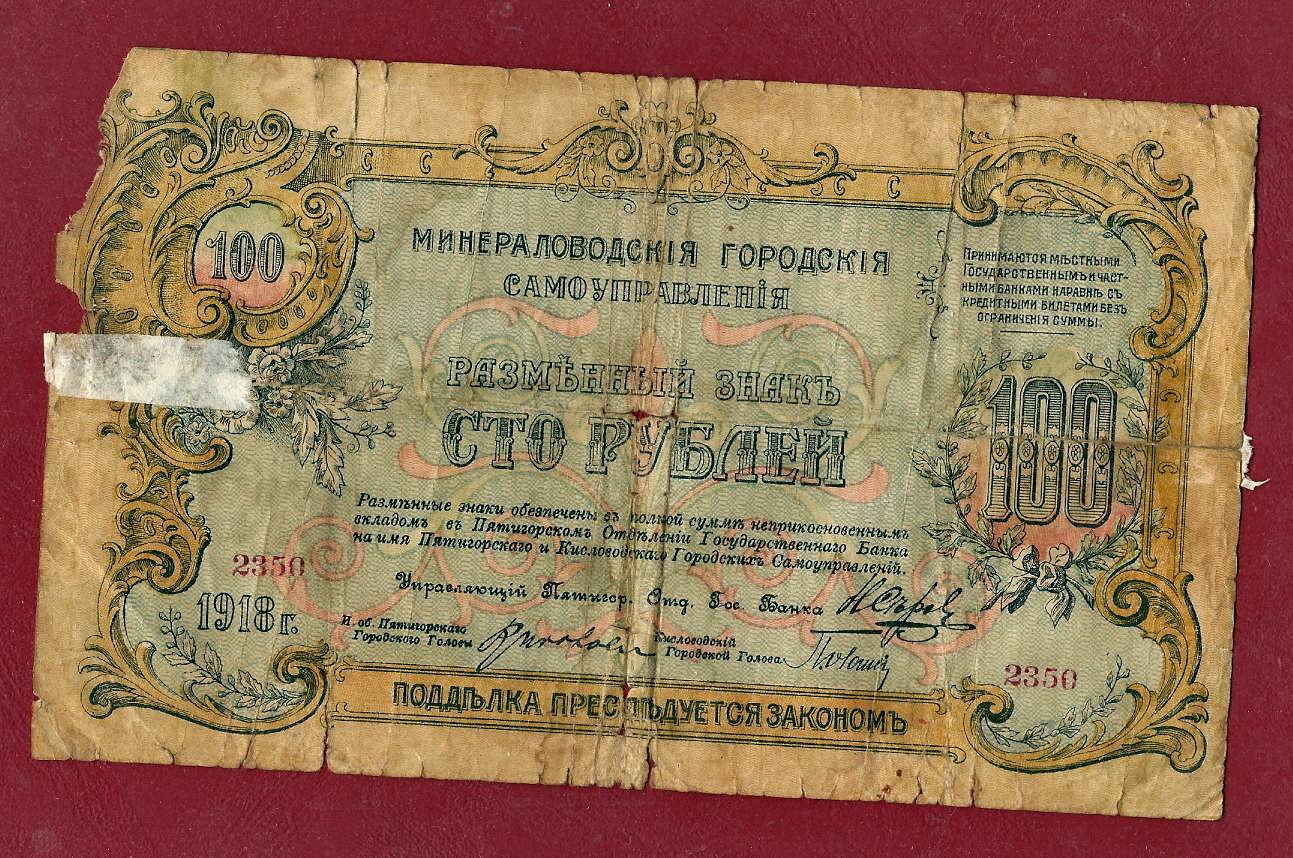 С С С
100
МИНЕРАЛОВОДСКІЯ ГОРОДСКІЯ
САМОУПРАВЛЕНІЯ
ПРИНИМАЮТСЯ МѢСТНЫМИ
ГОСУДАРСТВЕННЫМЪ И ЧАСТ-
НЫМИ БАНКАМИ НАРАВНѢ СЪ
КРЕДИТНЫМИ БИЛЕТАМИ БЕЗЪ
ОГРАНИЧЕНІЯ СУММЫ.
РАЗМѢННЫЙ ЗНАКЪ
СТО РУБЛЕЙ
100
Размѣнные знаки обезпечены въ полной суммѣ неприкосновеннымъ
вкладомъ въ Пятигорскомъ Отдѣленіи Государственнаго Банка
на имя Пятигорскаго и Кисловодскаго Городскихъ Самоуправленій.
2350
1918 г.
Управляющій Пятигор. Отд. Гос. Банка
И. об. Пятигорскаго
Городского Головы
Кисловодскій
Городской Голова
2350
ПОДДѢЛКА ПРЕСЛѢДУЕТСЯ ЗАКОНОМЪ